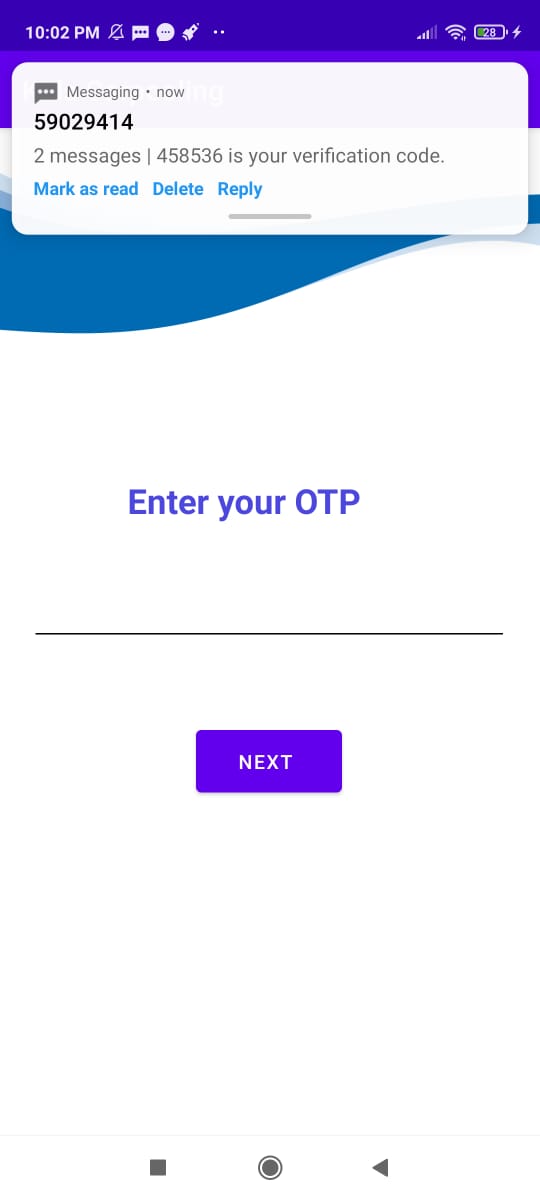 10:02 PM
28
Messaging • now
59029414
2 messages | 458536 is your verification code.
Mark as read Delete Reply
Enter your OTP
NEXT